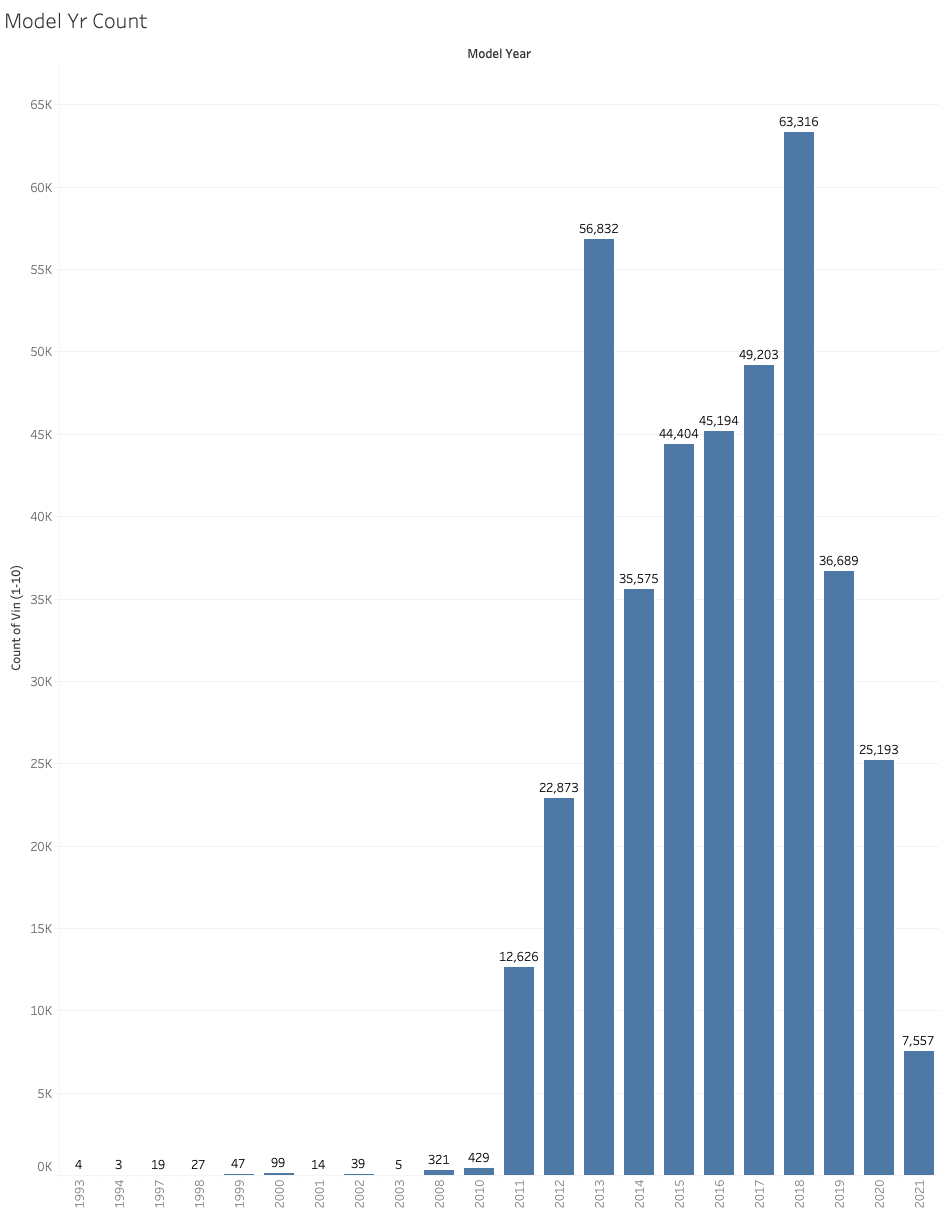 Model Yr Count
Model Year
65K
63,316
60K
56,832
55K
50K
49,203
45K
45,194
44,404
40K
36,689
35,575
35K
Count of Vin (1-10)
30K
25,193
25K
22,873
20K
15K
12,626
10K
7,557
5K
0K
4 3 19 27 47 99 14 39 5 321 429
1993 1994 1997 1998 1999 2000 2001 2002 2003 2008 2010 2011 2012 2013 2014 2015 2016 2017 2018 2019 2020 2021